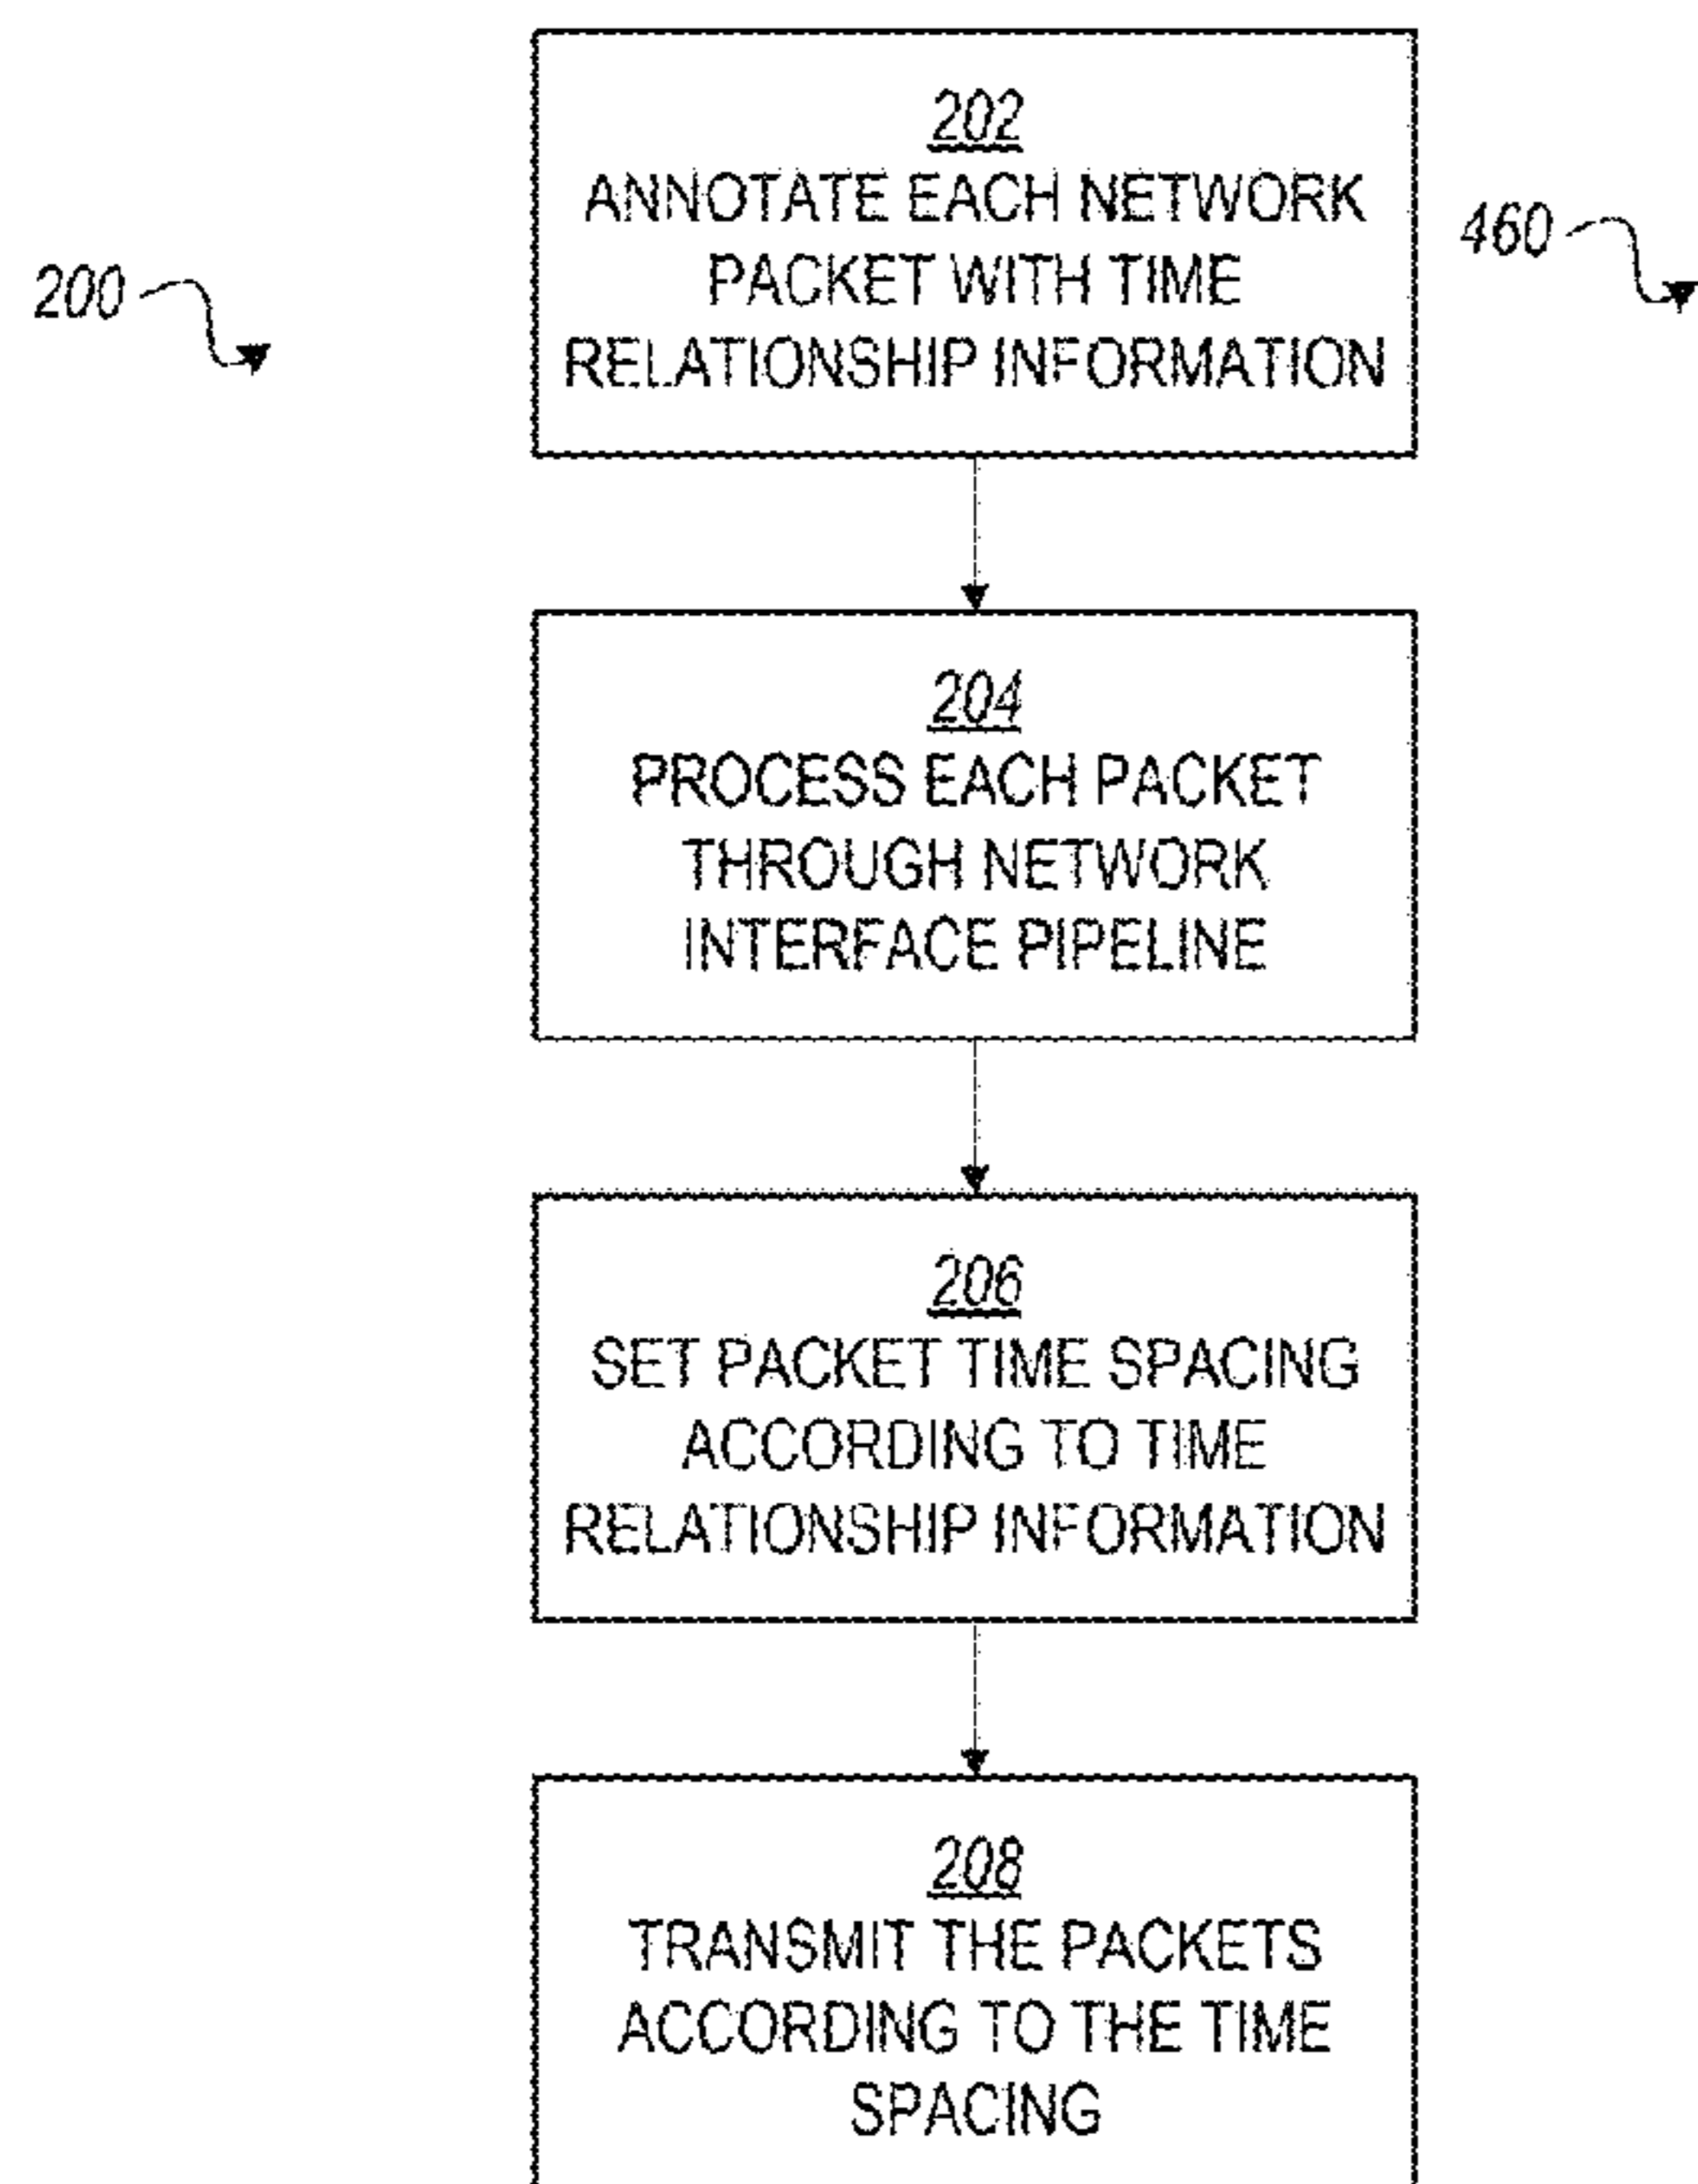 202
ANNOTATE EACH NETWORK
PACKET WITH TIME
RELATIONSHIP INFORMATION
460
200
204
PROCESS EACH PACKET
THROUGH NETWORK
INTERFACE PIPELINE
206
SET PACKET TIME SPACING
ACCORDING TO TIME
RELATIONSHIP INFORMATION
208
TRANSMIT THE PACKETS
ACCORDING TO THE TIME
SPACING